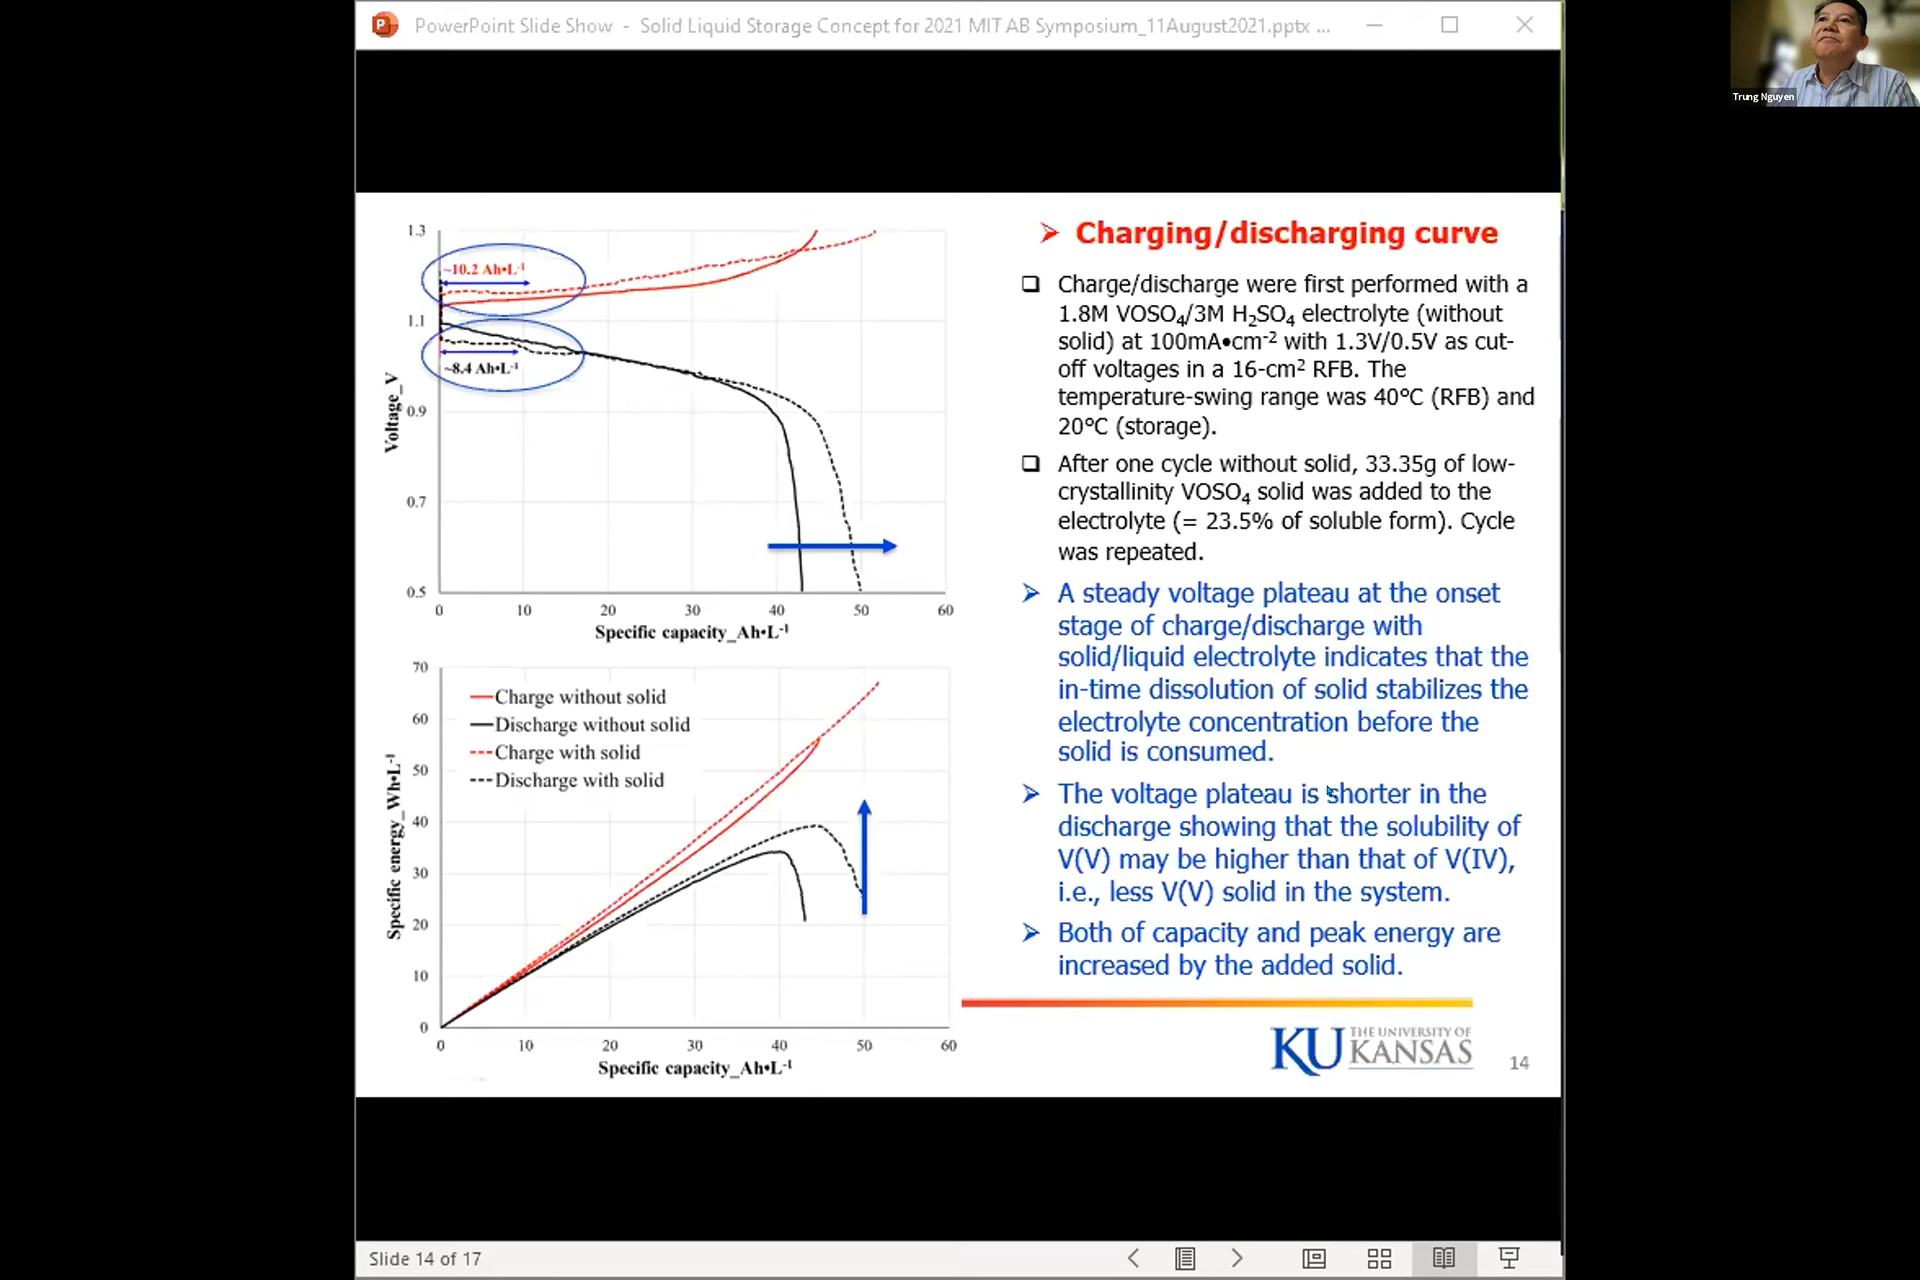 PowerPoint Slide Show - Solid Liquid Storage Concept for 2021 MIT AB Symposium_11August2021.pptx ...
Trung Nguyen
1.3
1.1
0.9
0.7
0.5
~10.2 Ah•L⁻¹
~8.4 Ah•L⁻¹
Voltage_V
0 10 20 30 40 50 60
Specific capacity_Ah•L⁻¹
70
60
50
40
30
20
10
0
Charge without solid
Discharge without solid
Charge with solid
Discharge with solid
Specific energy_Wh•L⁻¹
0 10 20 30 40 50 60
Specific capacity_Ah•L⁻¹
➢ Charging/discharging curve
❑ Charge/discharge were first performed with a
1.8M VOSO₄/3M H₂SO₄ electrolyte (without
solid) at 100mA•cm⁻² with 1.3V/0.5V as cut-
off voltages in a 16-cm² RFB. The
temperature-swing range was 40°C (RFB) and
20°C (storage).
❑ After one cycle without solid, 33.35g of low-
crystallinity VOSO₄ solid was added to the
electrolyte (= 23.5% of soluble form). Cycle
was repeated.
➢ A steady voltage plateau at the onset
stage of charge/discharge with
solid/liquid electrolyte indicates that the
in-time dissolution of solid stabilizes the
electrolyte concentration before the
solid is consumed.
➢ The voltage plateau is shorter in the
discharge showing that the solubility of
V(V) may be higher than that of V(IV),
i.e., less V(V) solid in the system.
➢ Both of capacity and peak energy are
increased by the added solid.
KU THE UNIVERSITY OF
KANSAS
14
Slide 14 of 17